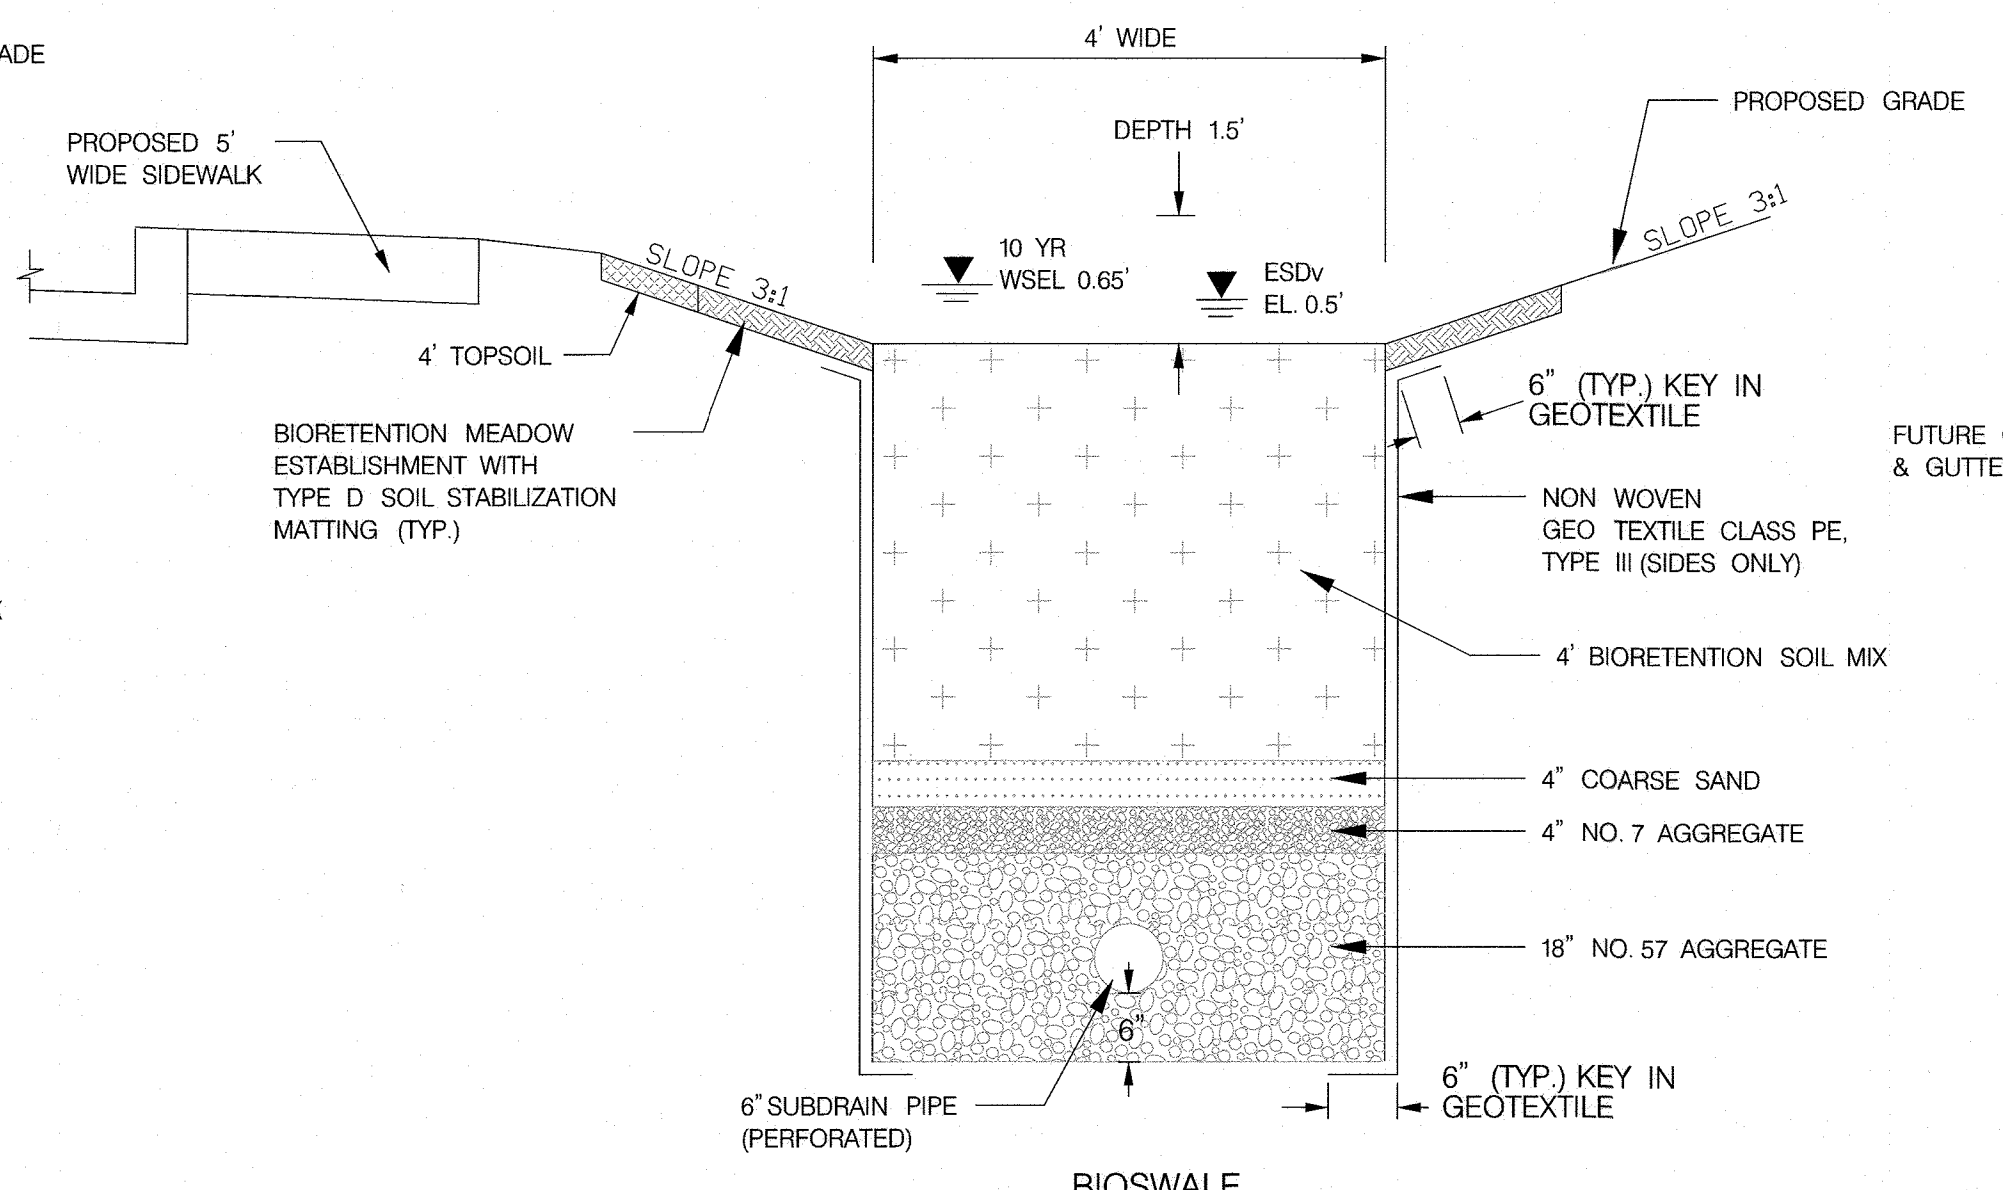 ADE
4' WIDE
PROPOSED GRADE
DEPTH 1.5'
PROPOSED 5'
WIDE SIDEWALK
SLOPE 3:1
SLOPE 3:1
10 YR
WSEL 0.65'
ESDv
EL. 0.5'
4' TOPSOIL
6" (TYP.) KEY IN
GEOTEXTILE
BIORETENTION MEADOW
ESTABLISHMENT WITH
TYPE D SOIL STABILIZATION
MATTING (TYP.)
FUTURE
& GUTTE
NON WOVEN
GEO TEXTILE CLASS PE,
TYPE III (SIDES ONLY)
4' BIORETENTION SOIL MIX
4" COARSE SAND
4" NO. 7 AGGREGATE
18" NO. 57 AGGREGATE
6"
6" SUBDRAIN PIPE
(PERFORATED)
6" (TYP.) KEY IN
GEOTEXTILE
BIOSWALE